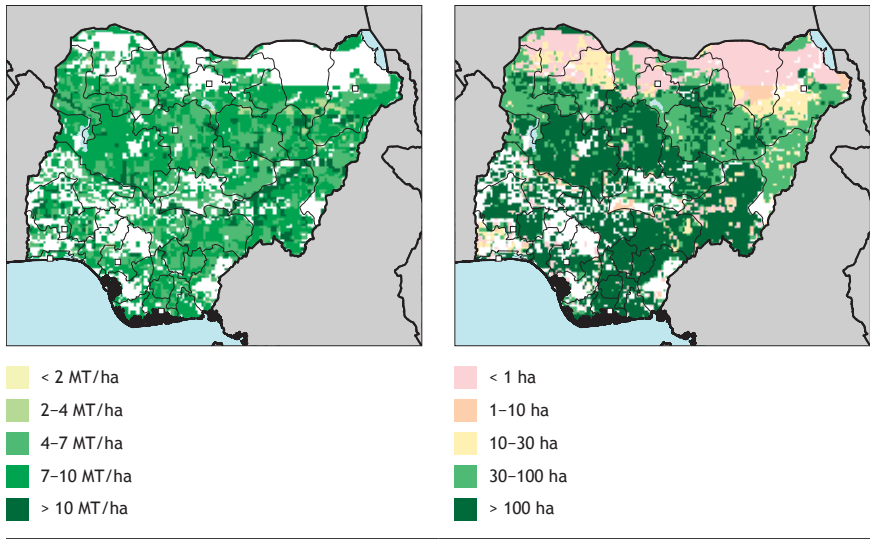 < 2 MT/ha
2–4 MT/ha
4–7 MT/ha
7–10 MT/ha
> 10 MT/ha
< 1 ha
1–10 ha
10–30 ha
30–100 ha
> 100 ha